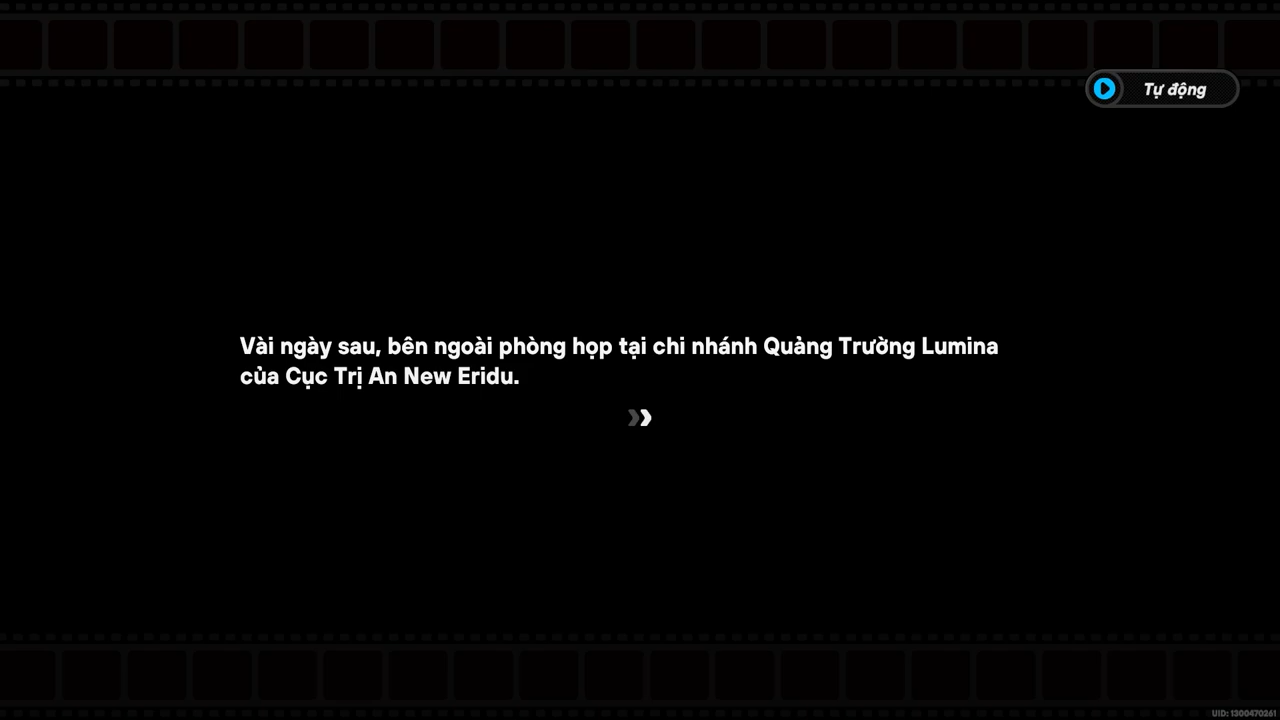 Tự động
Vài ngày sau, bên ngoài phòng họp tại chi nhánh Quảng Trường Lumina
của Cục Trị An New Eridu.
UID: 1300470261